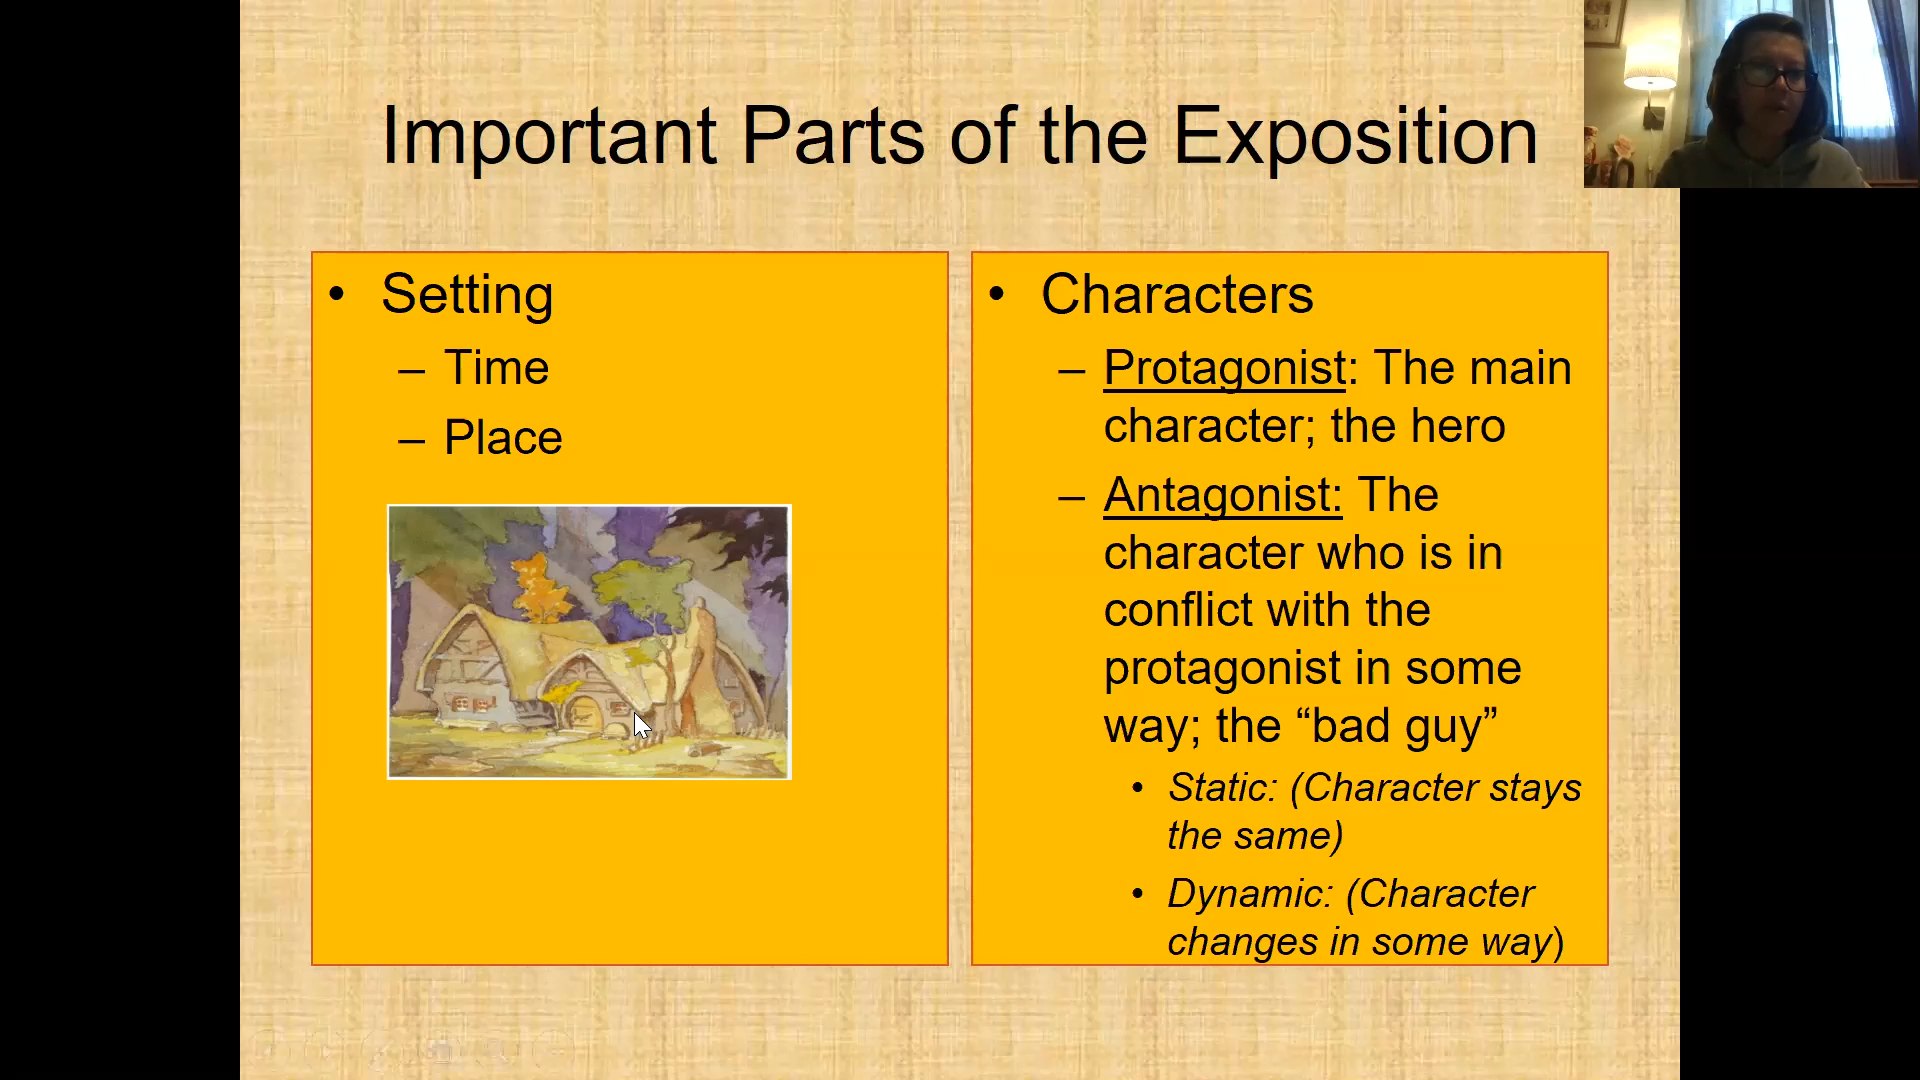 Important Parts of the Exposition
• Setting
– Time
– Place
• Characters
– Protagonist: The main
character; the hero
– Antagonist: The
character who is in
conflict with the
protagonist in some
way; the “bad guy”
• Static: (Character stays
the same)
• Dynamic: (Character
changes in some way)